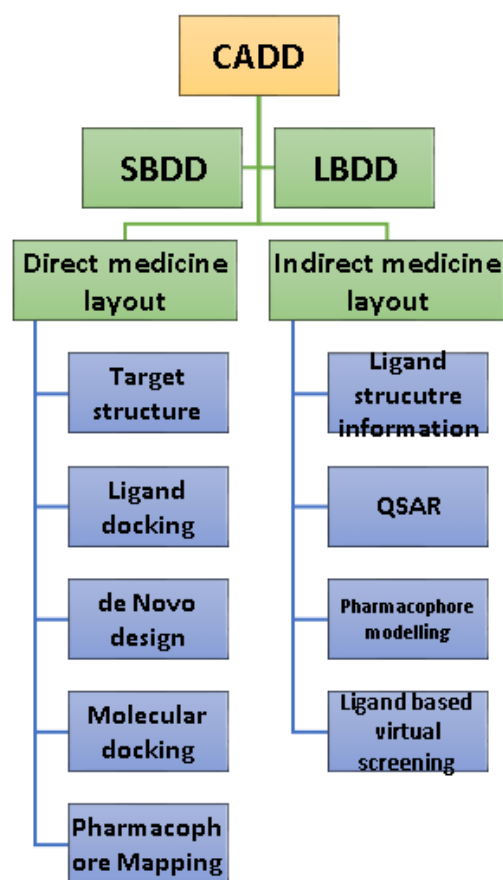 CADD
SBDD
LBDD
Direct medicine
layout
Indirect medicine
layout
Target
structure
Ligand
docking
de Novo
design
Molecular
docking
Pharmacoph
ore Mapping
Ligand
strucutre
information
QSAR
Pharmacophore
modelling
Ligand based
virtual
screening